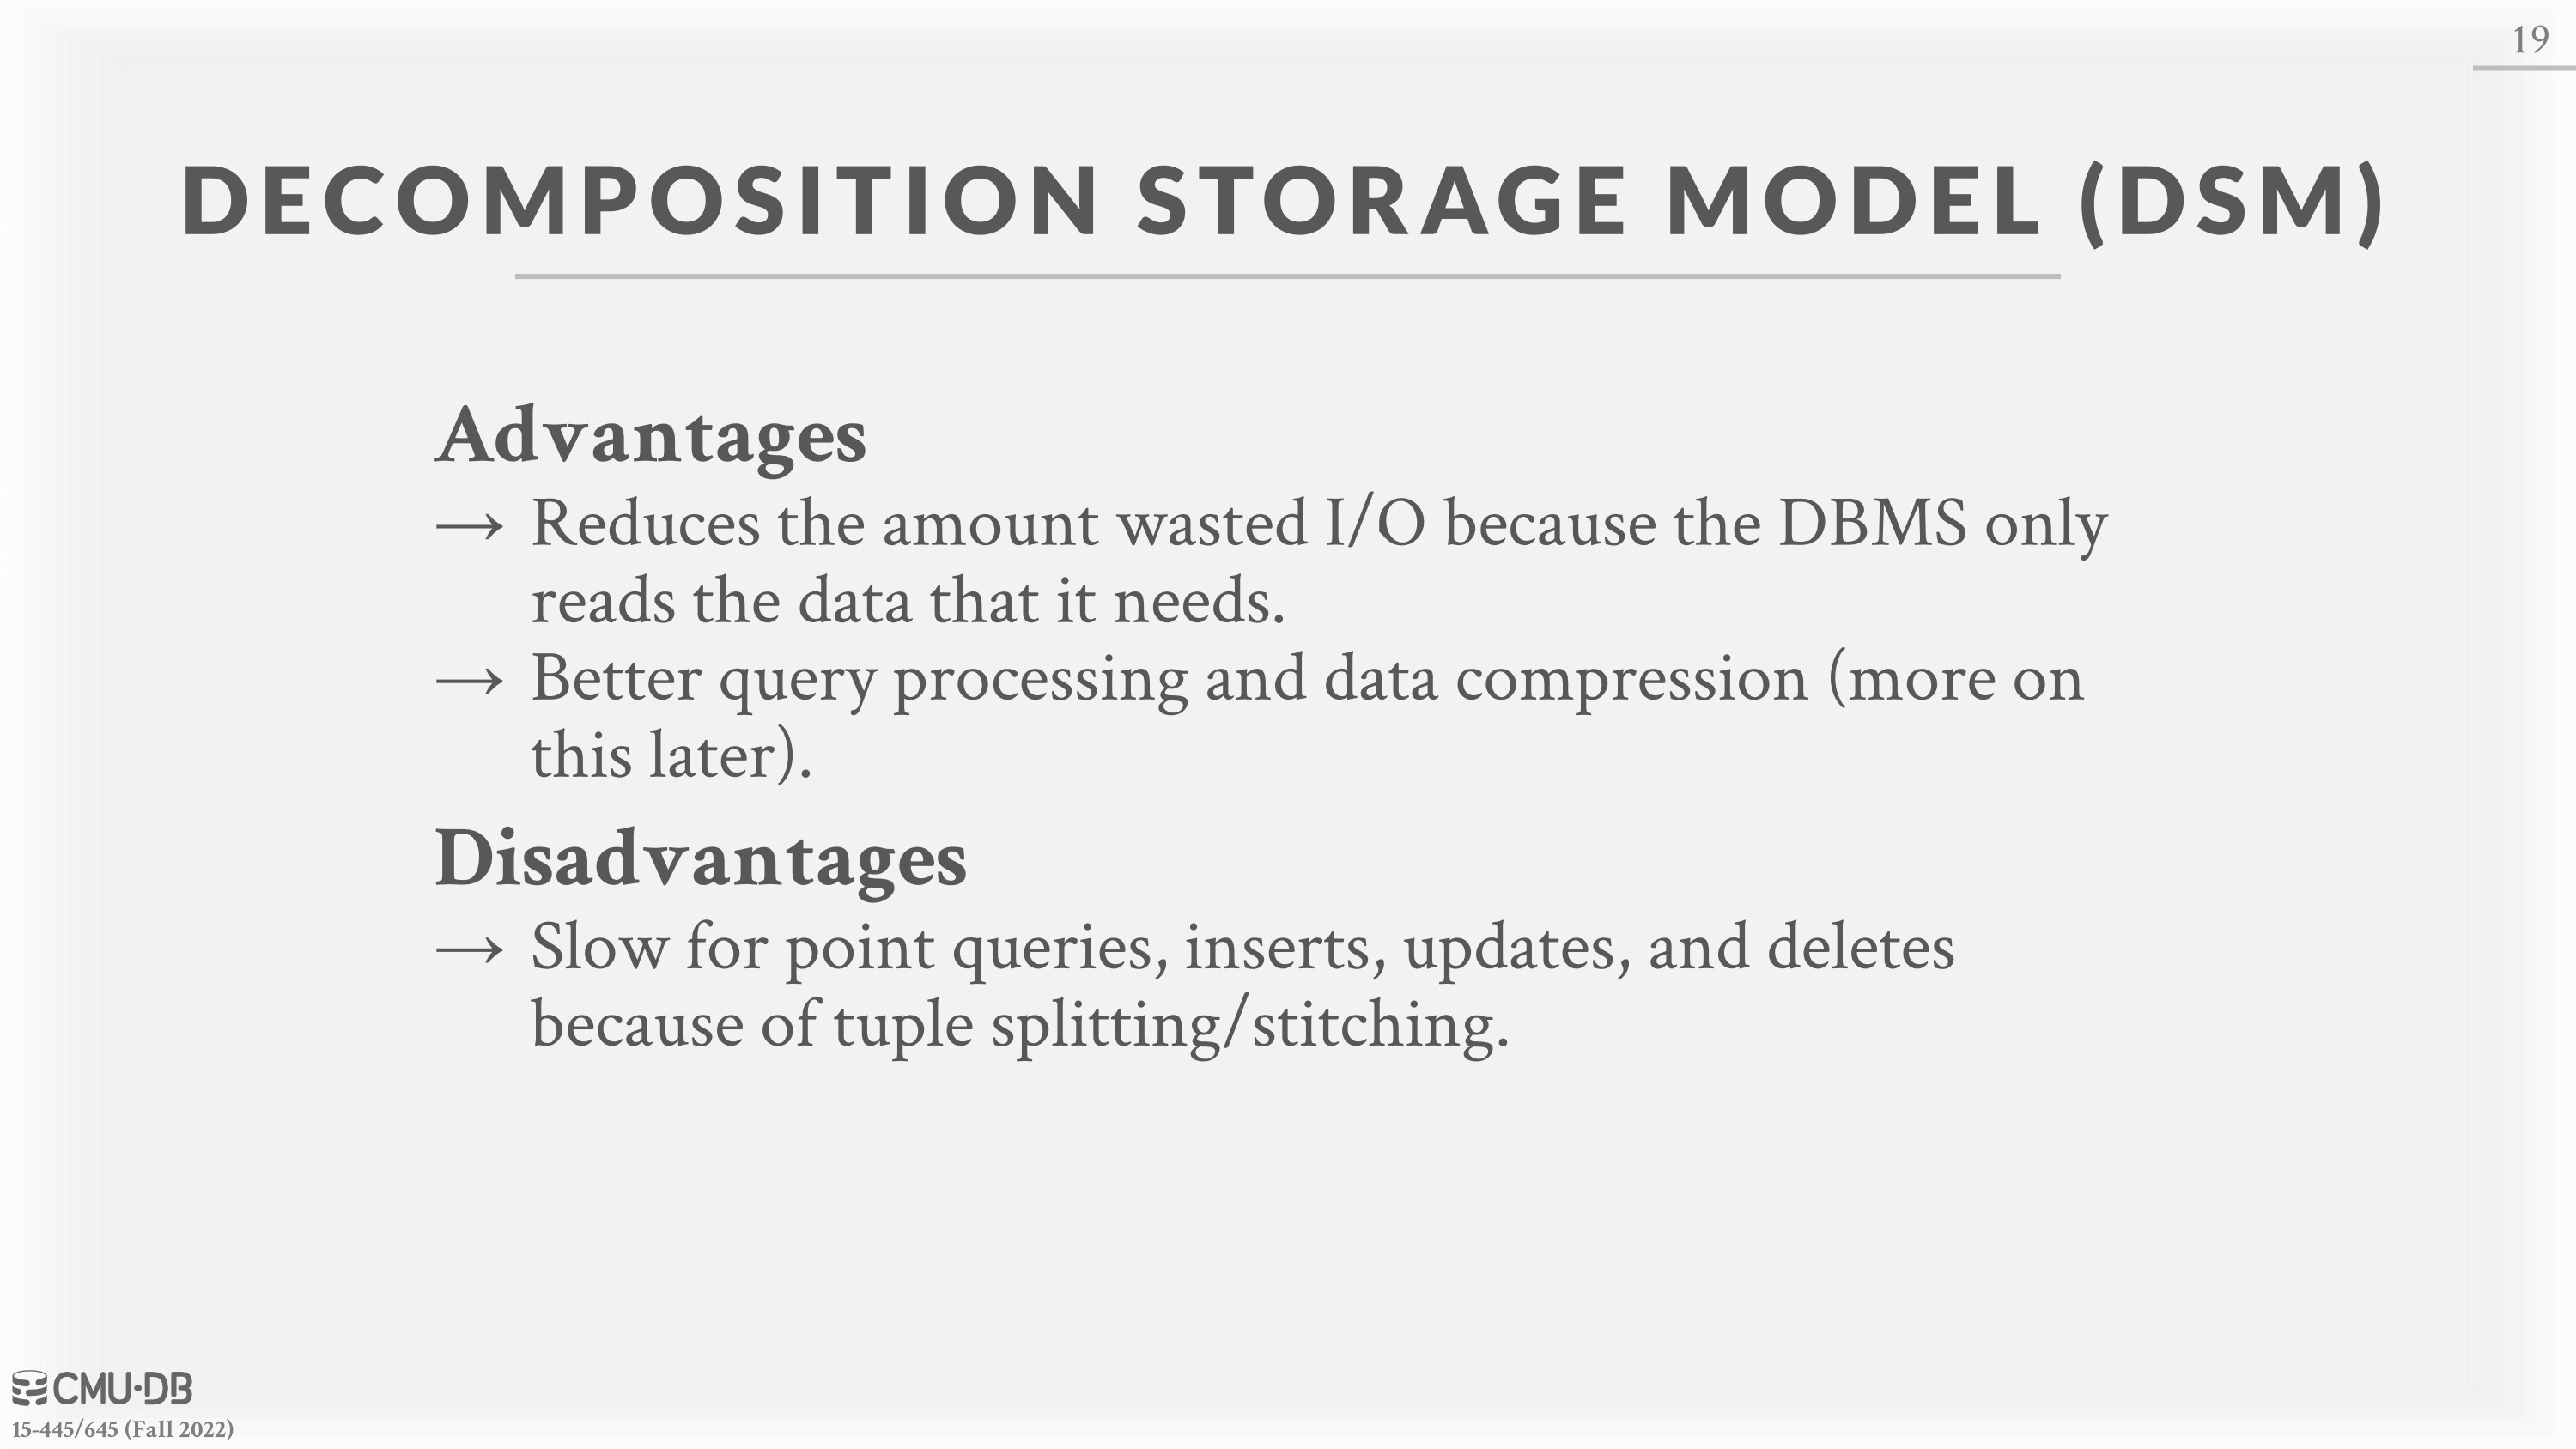 19
DECOMPOSITION STORAGE MODEL (DSM)
Advantages
→ Reduces the amount wasted I/O because the DBMS only
reads the data that it needs.
→ Better query processing and data compression (more on
this later).
Disadvantages
→ Slow for point queries, inserts, updates, and deletes
because of tuple splitting/stitching.
CMU·DB
15-445/645 (Fall 2022)